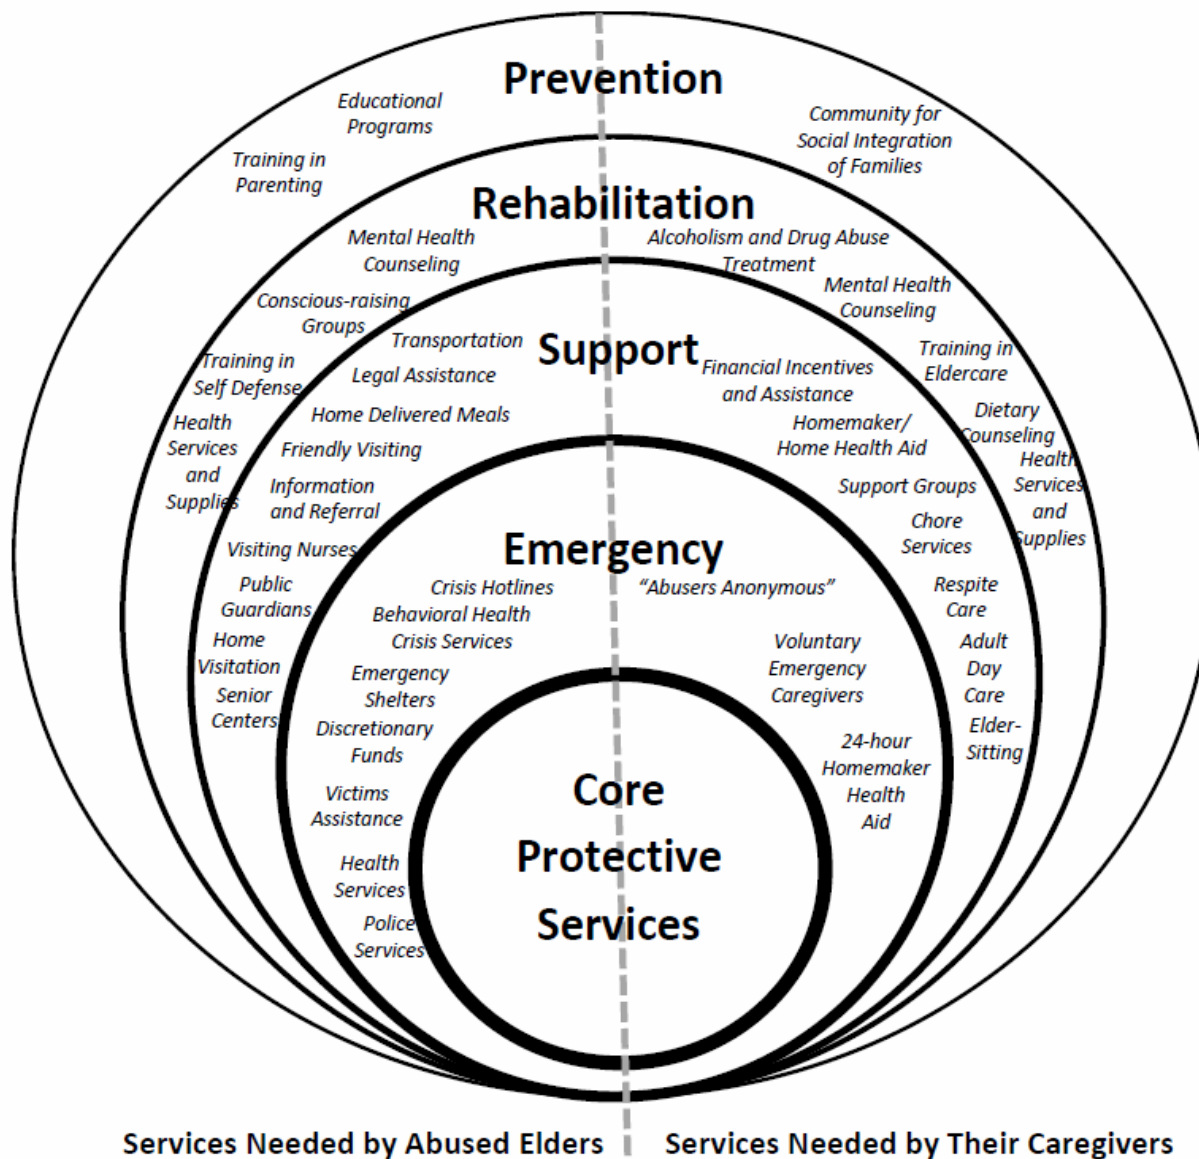 Prevention
Educational
Programs
Training in
Parenting
Community for
Social Integration
of Families
Rehabilitation
Mental Health
Counseling
Conscious-raising
Groups
Training in
Self Defense
Health
Services
and
Supplies
Alcoholism and Drug Abuse
Treatment
Mental Health
Counseling
Training in
Eldercare
Dietary
Counseling
Health
Services
and
Supplies
Support
Transportation
Legal Assistance
Home Delivered Meals
Friendly Visiting
Information
and Referral
Visiting Nurses
Public
Guardians
Home
Visitation
Senior
Centers
Financial Incentives
and Assistance
Homemaker/
Home Health Aid
Support Groups
Chore
Services
Respite
Care
Adult
Day
Care
Elder-
Sitting
Emergency
Crisis Hotlines
Behavioral Health
Crisis Services
Emergency
Shelters
Discretionary
Funds
Victims
Assistance
Health
Services
Police
Services
“Abusers Anonymous”
Voluntary
Emergency
Caregivers
24-hour
Homemaker
Health
Aid
Core
Protective
Services
Services Needed by Abused Elders
Services Needed by Their Caregivers